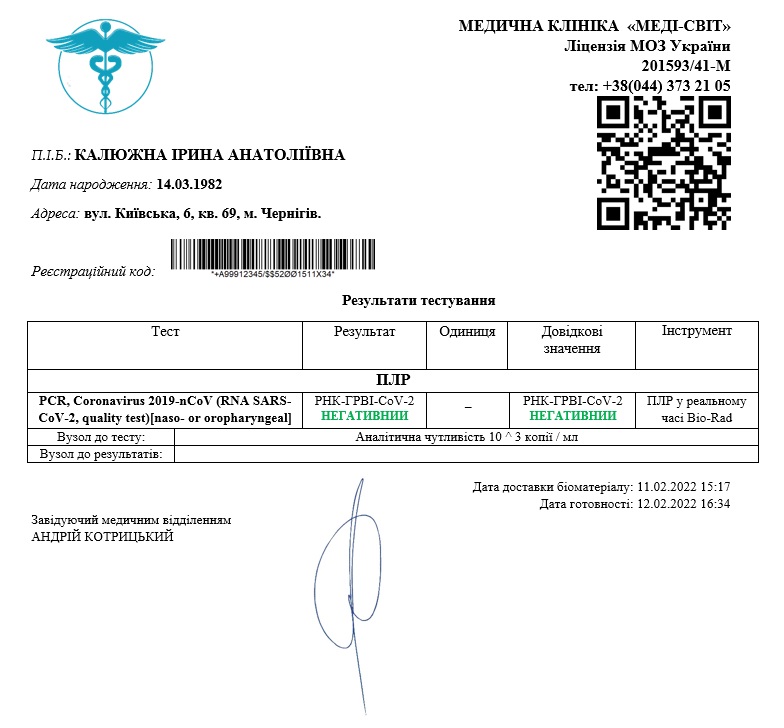 МЕДИЧНА КЛІНІКА «МЕДІ-СВІТ»
Ліцензія МОЗ України
201593/41-М
тел: +38(044) 373 21 05
П.І.Б.: КАЛЮЖНА ІРИНА АНАТОЛІЇВНА
Дата народження: 14.03.1982
Адреса: вул. Київська, 6, кв. 69, м. Чернігів.
Реєстраційний код:
*+A99912345/$$52ØØ1511X34*
Результати тестування
Тест Результат Одиниця Довідкові значення Інструмент
ПЛР
PCR, Coronavirus 2019-nCoV (RNA SARS- РНК-ГРВІ-CoV-2 – РНК-ГРВІ-CoV-2 ПЛР у реальному
CoV-2, quality test)[naso- or oropharyngeal] НЕГАТИВНИИ НЕГАТИВНИИ часі Bio-Rad
Вузол до тесту: Аналітична чутливість 10 ^ 3 копії / мл
Вузол до результатів:
Дата доставки біоматеріалу: 11.02.2022 15:17
Дата готовності: 12.02.2022 16:34
Завідуючий медичним відділенням
АНДРІЙ КОТРИЦЬКИЙ